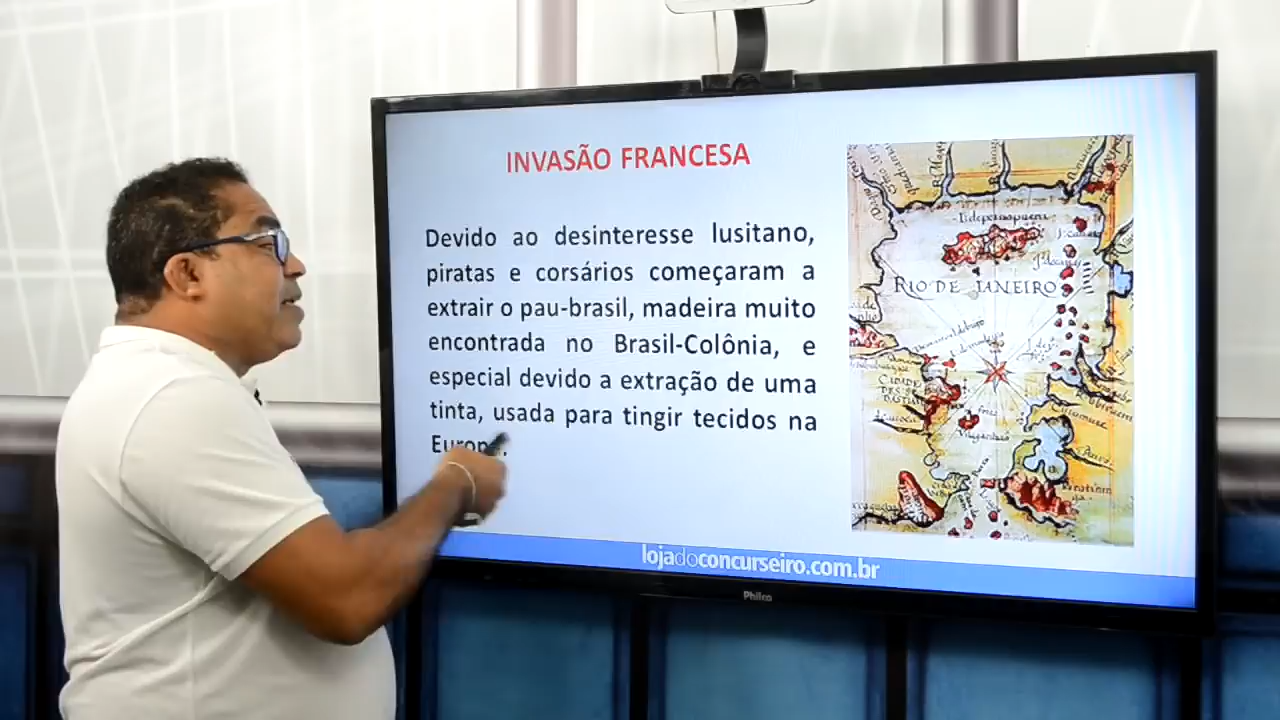 INVASÃO FRANCESA
Devido ao desinteresse lusitano,
piratas e corsários começaram a
extrair o pau-brasil, madeira muito
encontrada no Brasil-Colônia, e
especial devido a extração de uma
tinta, usada para tingir tecidos na
RIO DE IANEIRO
CIDADE
lojadoconcurseiro.com.br
Philco